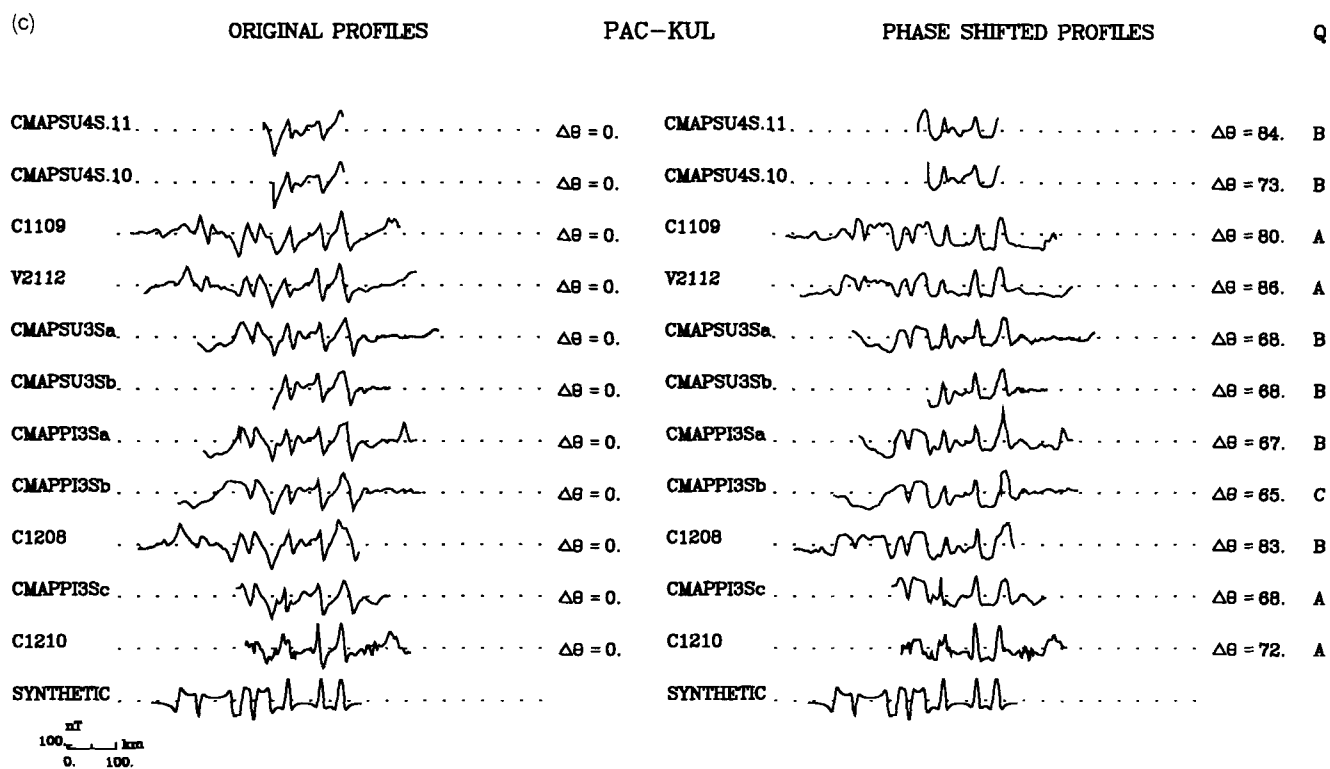 (c)
ORIGINAL PROFILES PAC-KUL PHASE SHIFTED PROFILES Q
CMAPSU4S.11 Δθ = 0. CMAPSU4S.11 Δθ = 84. B
CMAPSU4S.10 Δθ = 0. CMAPSU4S.10 Δθ = 73. B
C1109 Δθ = 0. C1109 Δθ = 80. A
V2112 Δθ = 0. V2112 Δθ = 86. A
CMAPSU3Sa Δθ = 0. CMAPSU3Sa Δθ = 68. B
CMAPSU3Sb Δθ = 0. CMAPSU3Sb Δθ = 68. B
CMAPPI3Sa Δθ = 0. CMAPPI3Sa Δθ = 67. B
CMAPPI3Sb Δθ = 0. CMAPPI3Sb Δθ = 65. C
C1208 Δθ = 0. C1208 Δθ = 83. B
CMAPPI3Sc Δθ = 0. CMAPPI3Sc Δθ = 68. A
C1210 Δθ = 0. C1210 Δθ = 72. A
SYNTHETIC SYNTHETIC
nT
100. km
0. 100.